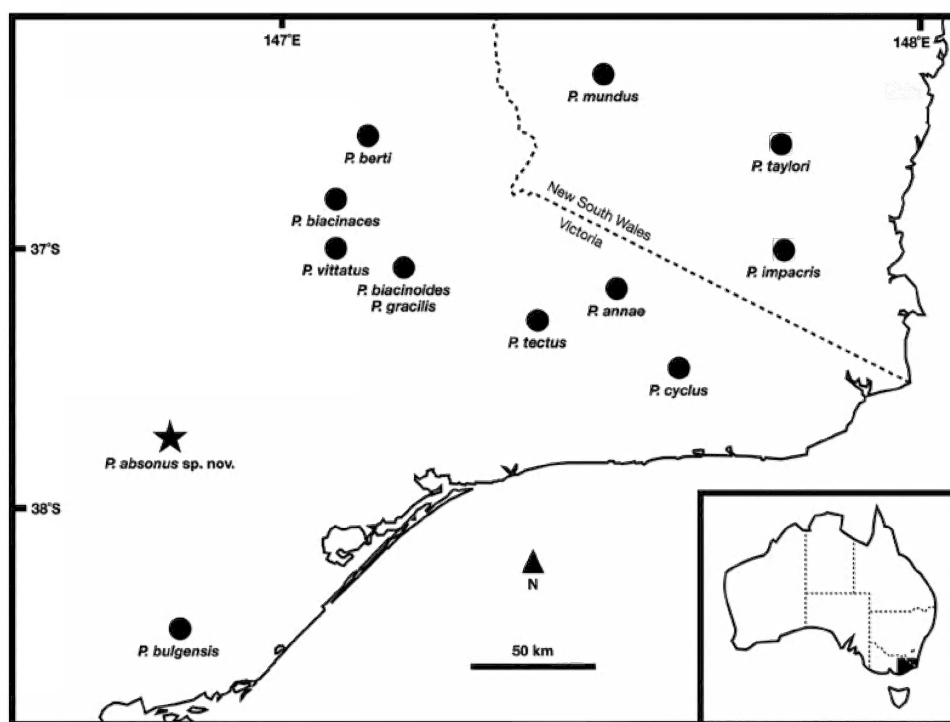 147°E
148°E
P. mundus
P. berti
P. taylori
P. biacinaces
New South Wales
Victoria
37°S
P. vittatus
P. impacris
P. biacinoides
P. gracilis
P. annae
P. tectus
P. cyclus
P. absonus sp. nov.
38°S
N
P. bulgensis
50 km